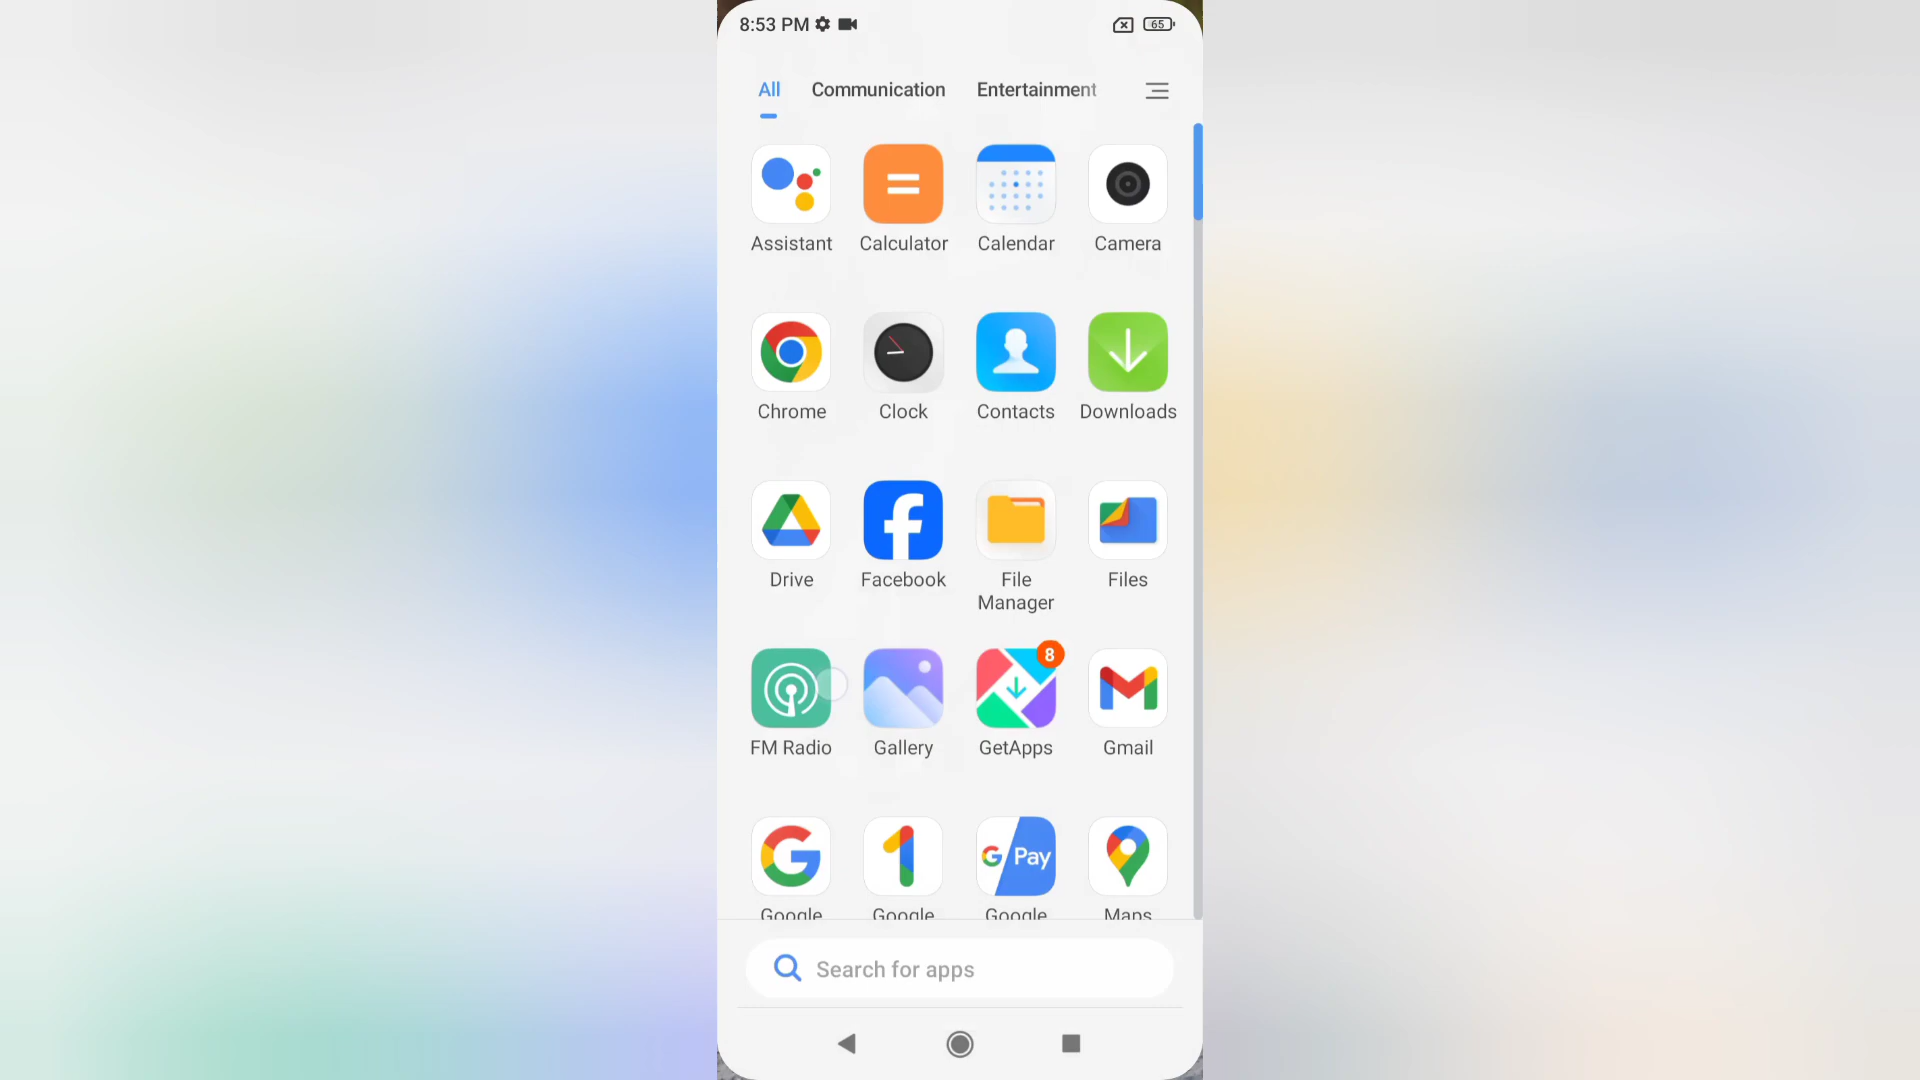 8:53 PM 65
All Communication Entertainment
Assistant Calculator Calendar Camera
Chrome Clock Contacts Downloads
Drive Facebook File Manager Files
8
FM Radio Gallery GetApps Gmail
G Pay
Google Google Google Maps
Search for apps